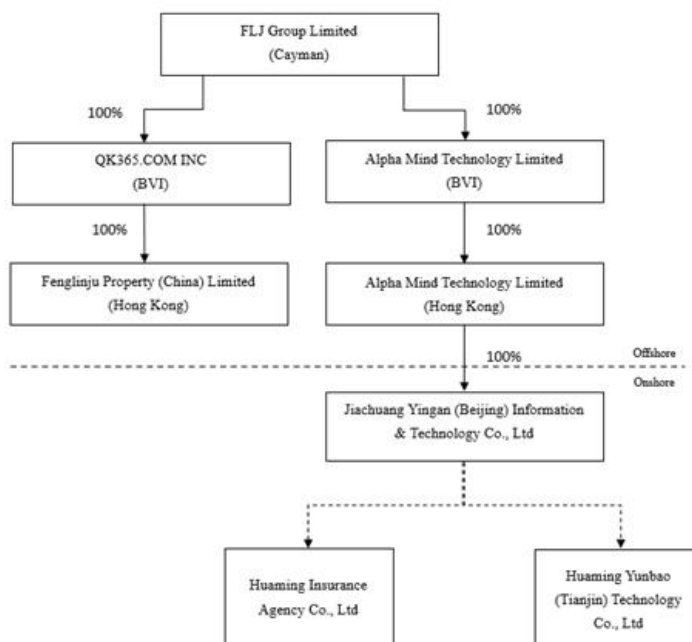 FLJ Group Limited
(Cayman)
100%
100%
QK365.COM INC
(BVI)
Alpha Mind Technology Limited
(BVI)
100%
100%
Fenglinju Property (China) Limited
(Hong Kong)
Alpha Mind Technology Limited
(Hong Kong)
100%
Offshore
Onshore
Jiachuang Yingan (Beijing) Information
& Technology Co., Ltd
Huaming Insurance
Agency Co., Ltd
Huaming Yunbao
(Tianjin) Technology
Co., Ltd